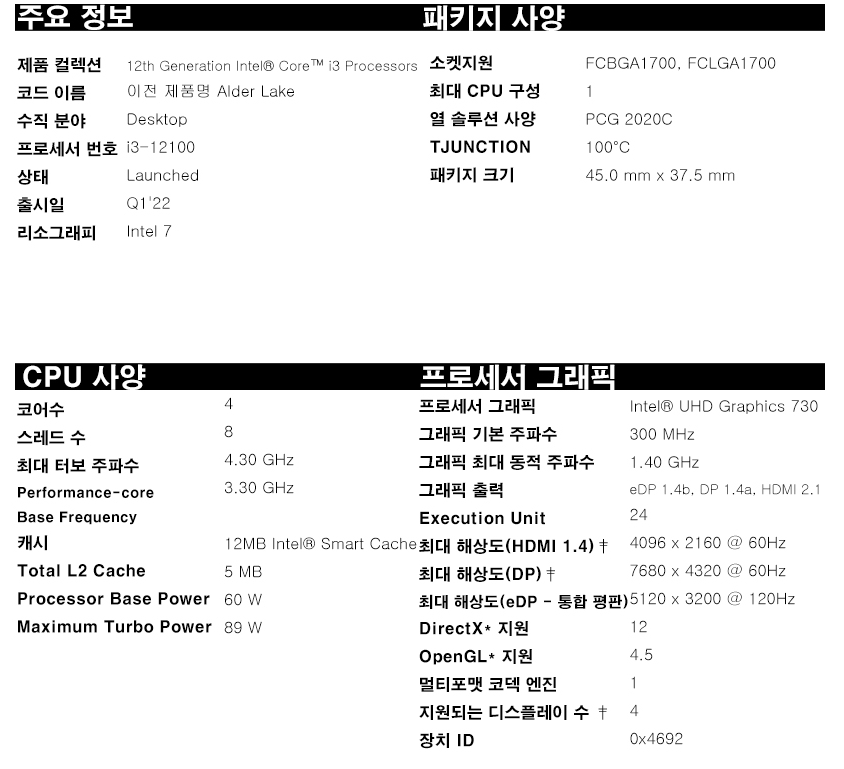 주요 정보
제품 컬렉션 12th Generation Intel® Core™ i3 Processors
코드 이름 이전 제품명 Alder Lake
수직 분야 Desktop
프로세서 번호 i3-12100
상태 Launched
출시일 Q1'22
리소그래피 Intel 7
패키지 사양
소켓지원 FCBGA1700, FCLGA1700
최대 CPU 구성 1
열 솔루션 사양 PCG 2020C
TJUNCTION 100°C
패키지 크기 45.0 mm x 37.5 mm
CPU 사양
코어수 4
스레드 수 8
최대 터보 주파수 4.30 GHz
Performance-core 3.30 GHz
Base Frequency
캐시 12MB Intel® Smart Cache
Total L2 Cache 5 MB
Processor Base Power 60 W
Maximum Turbo Power 89 W
프로세서 그래픽
프로세서 그래픽 Intel® UHD Graphics 730
그래픽 기본 주파수 300 MHz
그래픽 최대 동적 주파수 1.40 GHz
그래픽 출력 eDP 1.4b, DP 1.4a, HDMI 2.1
Execution Unit 24
최대 해상도(HDMI 1.4) ‡ 4096 x 2160 @ 60Hz
최대 해상도(DP) ‡ 7680 x 4320 @ 60Hz
최대 해상도(eDP - 통합 평판) 5120 x 3200 @ 120Hz
DirectX* 지원 12
OpenGL* 지원 4.5
멀티포맷 코덱 엔진 1
지원되는 디스플레이 수 ‡ 4
장치 ID 0x4692